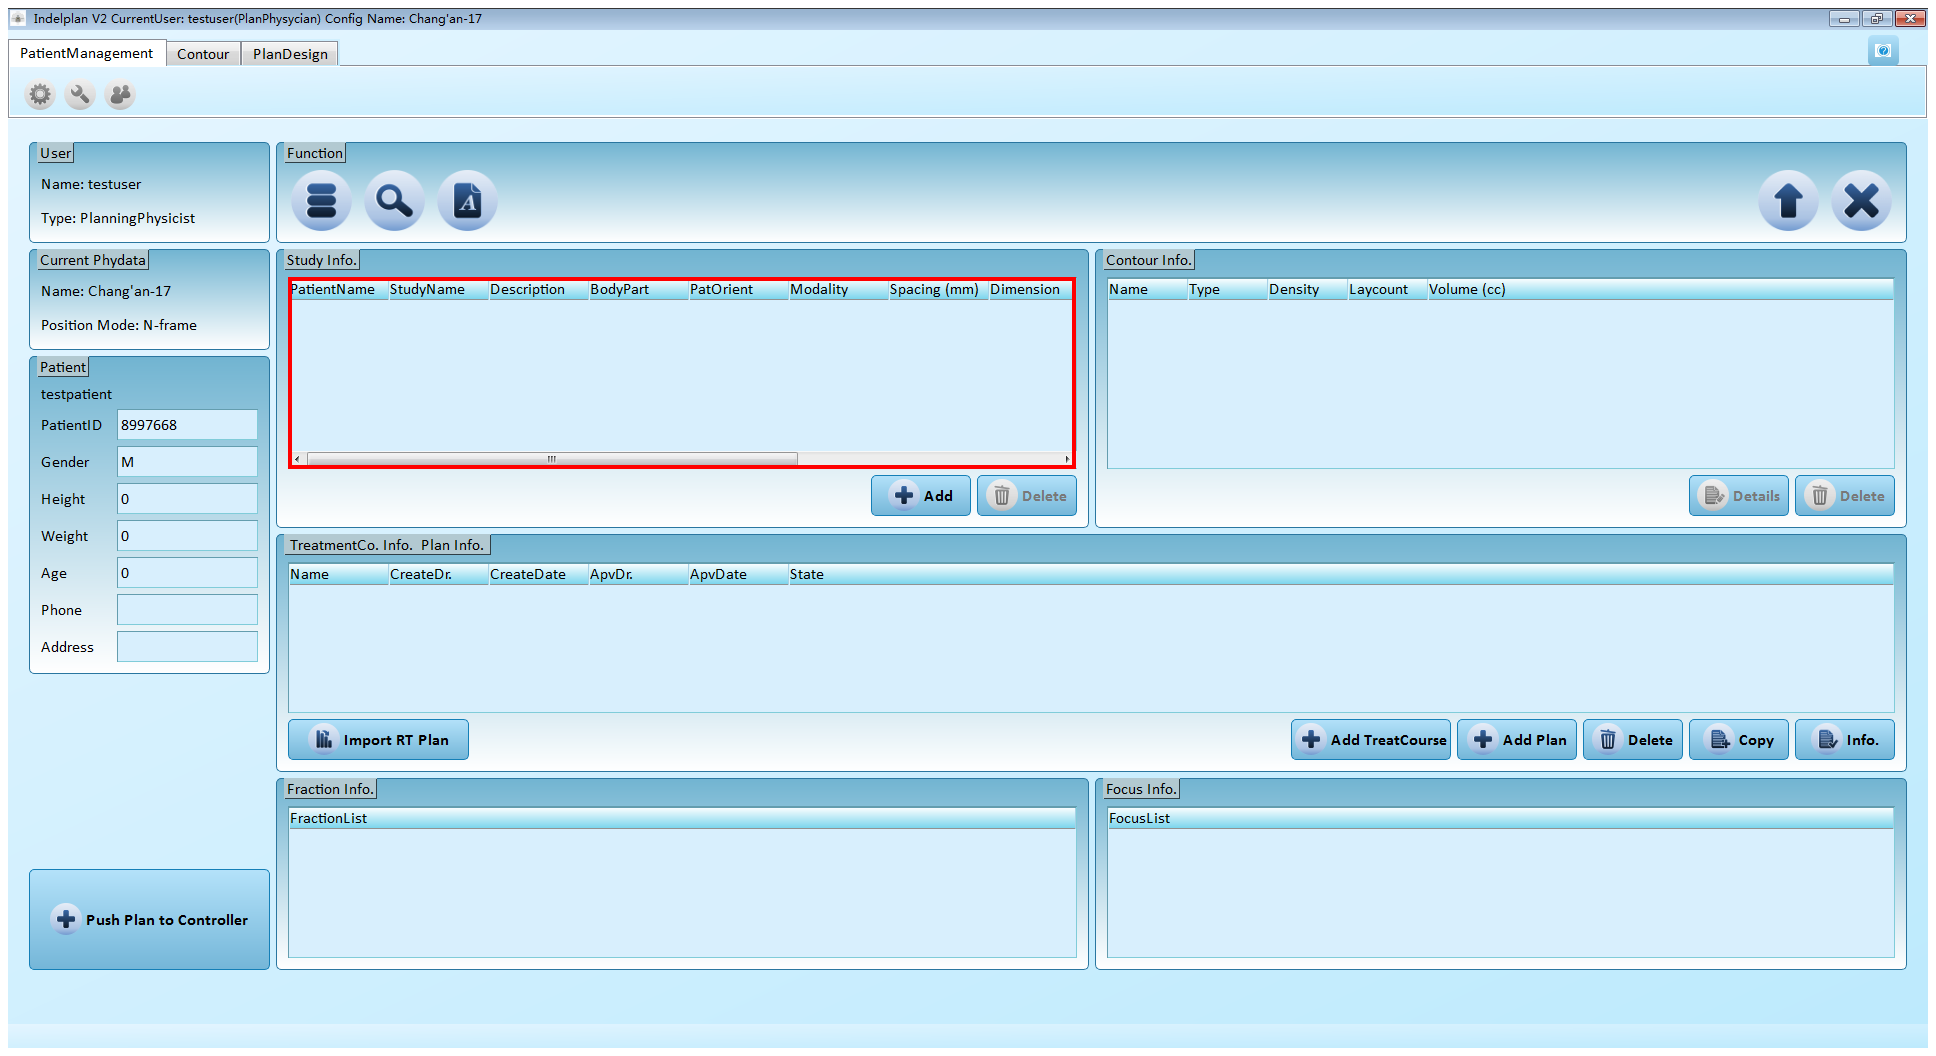 Indelplan V2 CurrentUser: testuser(PlanPhysycian) Config Name: Chang'an-17
PatientManagement Contour PlanDesign
User
Name: testuser
Type: PlanningPhysicist
Function
A
Current Phydata
Name: Chang'an-17
Position Mode: N-frame
Patient
testpatient
PatientID 8997668
Gender M
Height 0
Weight 0
Age 0
Phone
Address
Push Plan to Controller
Study Info.
PatientName StudyName Description BodyPart PatOrient Modality Spacing (mm) Dimension
Add Delete
Contour Info.
Name Type Density Laycount Volume (cc)
Details Delete
TreatmentCo. Info. Plan Info.
Name CreateDr. CreateDate ApvDr. ApvDate State
Import RT Plan Add TreatCourse Add Plan Delete Copy Info.
Fraction Info.
FractionList
Focus Info.
FocusList